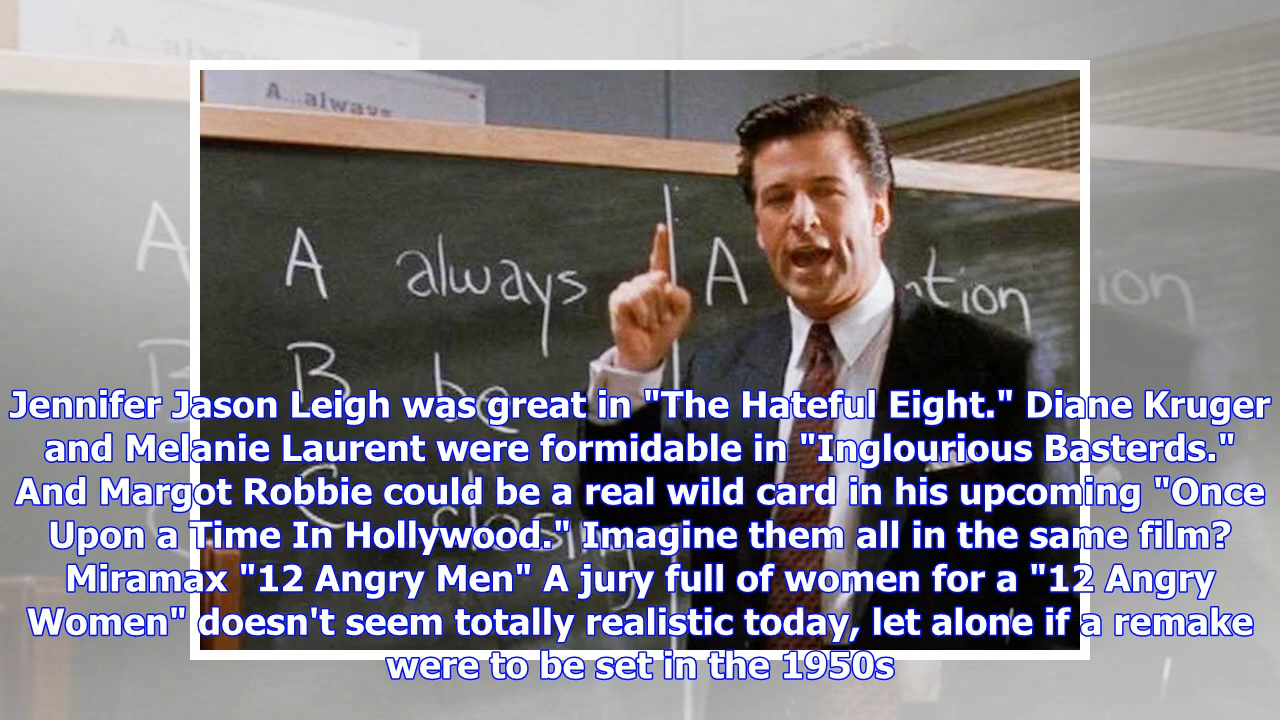 A...always
A always
A
ntion
B be
C closing
Jennifer Jason Leigh was great in "The Hateful Eight." Diane Kruger
and Melanie Laurent were formidable in "Inglourious Basterds."
And Margot Robbie could be a real wild card in his upcoming "Once
Upon a Time In Hollywood." Imagine them all in the same film?
Miramax "12 Angry Men" A jury full of women for a "12 Angry
Women" doesn't seem totally realistic today, let alone if a remake
were to be set in the 1950s